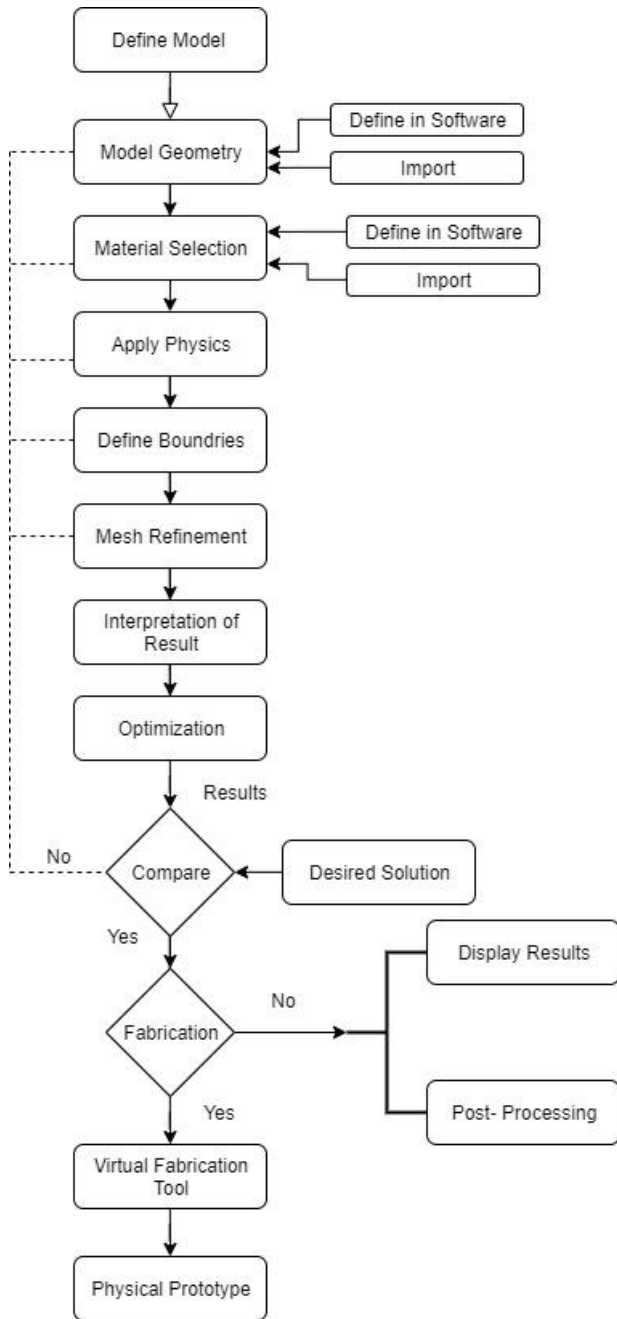 Define Model
Define in Software
Model Geometry
Import
Define in Software
Material Selection
Import
Apply Physics
Define Boundries
Mesh Refinement
Interpretation of
Result
Optimization
Results
No
Compare
Desired Solution
Yes
Display Results
No
Fabrication
Post- Processing
Yes
Virtual Fabrication
Tool
Physical Prototype